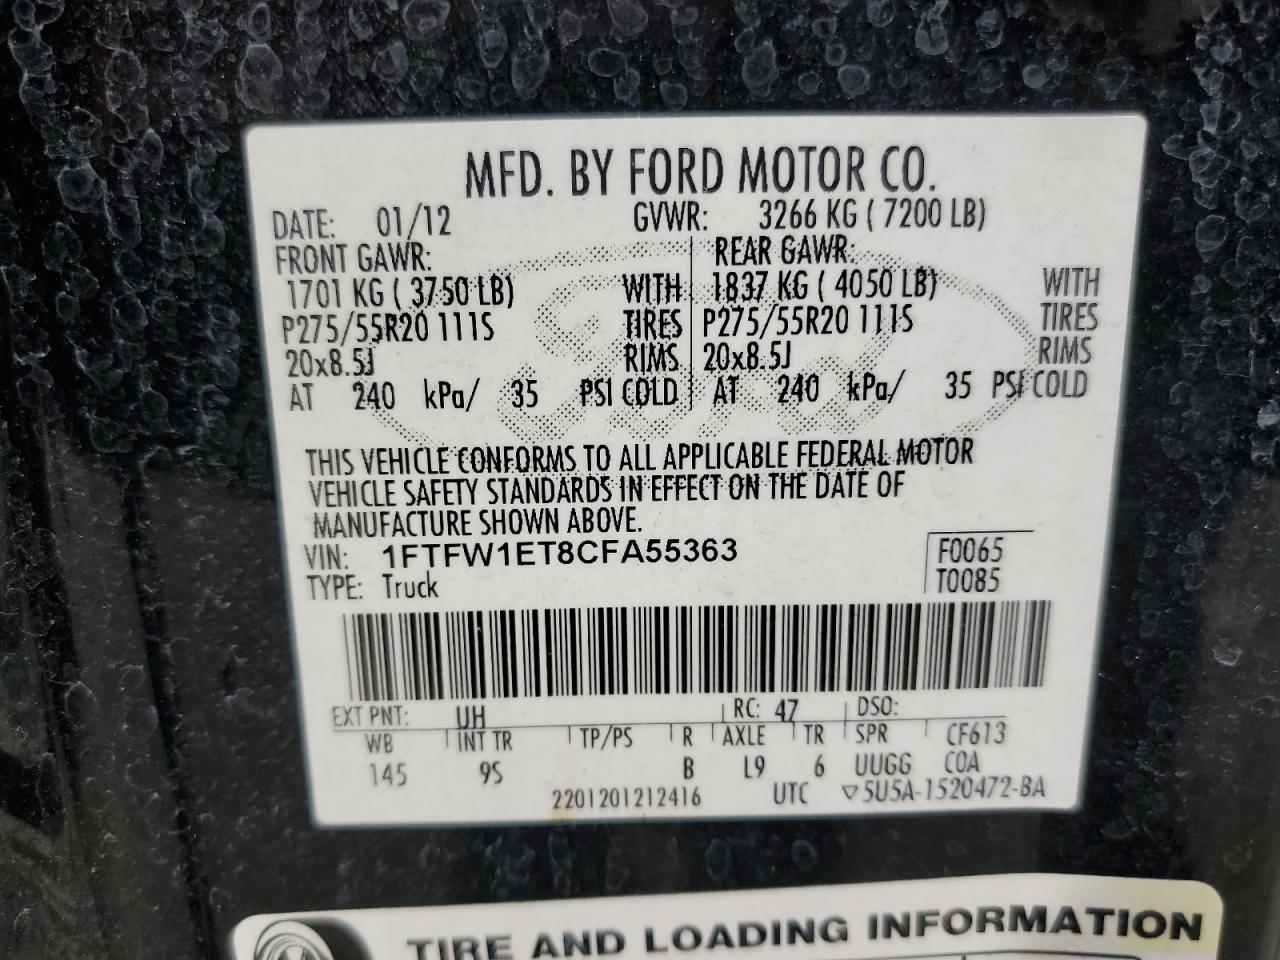 MFD. BY FORD MOTOR CO.
DATE: 01/12 GVWR: 3266 KG ( 7200 LB)
FRONT GAWR: REAR GAWR:
1701 KG ( 3750 LB) WITH 1837 KG ( 4050 LB) WITH
P275/55R20 111S TIRES P275/55R20 111S TIRES
20x8.5J RIMS 20x8.5J RIMS
AT 240 kPa/ 35 PSI COLD AT 240 kPa/ 35 PSI COLD
THIS VEHICLE CONFORMS TO ALL APPLICABLE FEDERAL MOTOR
VEHICLE SAFETY STANDARDS IN EFFECT ON THE DATE OF
MANUFACTURE SHOWN ABOVE.
VIN: 1FTFW1ET8CFA55363 F0065
TYPE: Truck T0085
EXT PNT: UH RC: 47 DSO:
WB INT TR TP/PS R AXLE TR SPR CF613
145 9S B L9 6 UUGG COA
2201201212416 UTC ▽5U5A-1520472-BA
TIRE AND LOADING INFORMATION